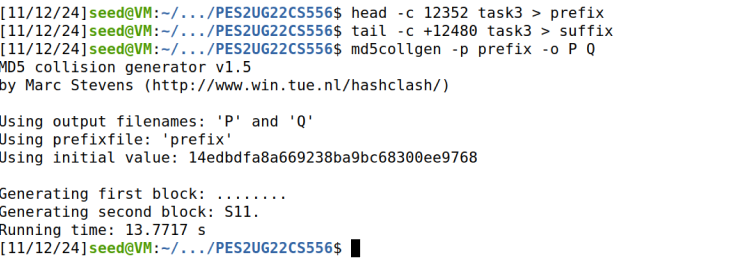 [11/12/24]seed@VM:~/.../PES2UG22CS556$ head -c 12352 task3 > prefix
[11/12/24]seed@VM:~/.../PES2UG22CS556$ tail -c +12480 task3 > suffix
[11/12/24]seed@VM:~/.../PES2UG22CS556$ md5collgen -p prefix -o P Q
MD5 collision generator v1.5
by Marc Stevens (http://www.win.tue.nl/hashclash/)

Using output filenames: 'P' and 'Q'
Using prefixfile: 'prefix'
Using initial value: 14edbdfa8a669238ba9bc68300ee9768

Generating first block: ........
Generating second block: S11.
Running time: 13.7717 s
[11/12/24]seed@VM:~/.../PES2UG22CS556$